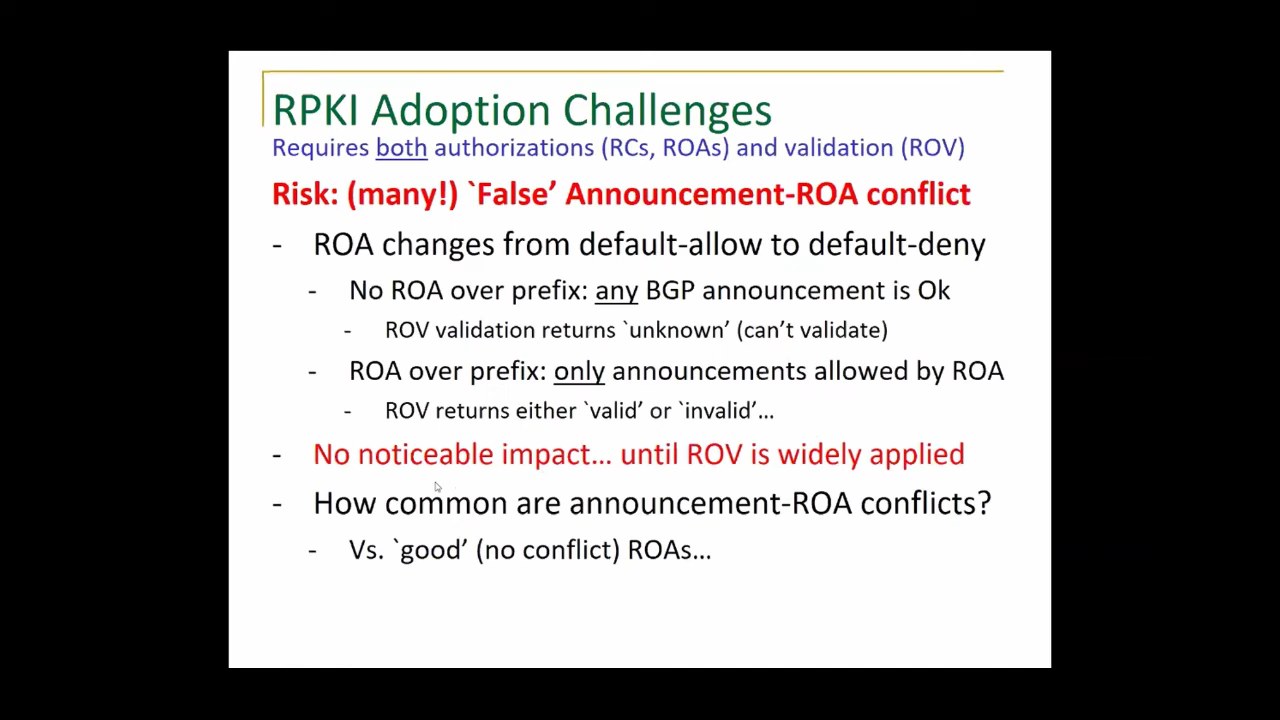 RPKI Adoption Challenges
Requires both authorizations (RCs, ROAs) and validation (ROV)
Risk: (many!) `False’ Announcement-ROA conflict
- ROA changes from default-allow to default-deny
- No ROA over prefix: any BGP announcement is Ok
- ROV validation returns `unknown’ (can’t validate)
- ROA over prefix: only announcements allowed by ROA
- ROV returns either `valid’ or `invalid’…
- No noticeable impact… until ROV is widely applied
- How common are announcement-ROA conflicts?
- Vs. `good’ (no conflict) ROAs…